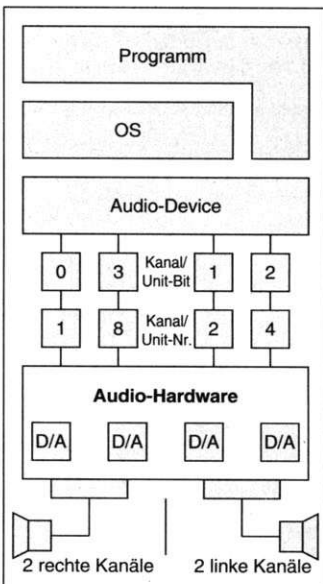 Programm
OS
Audio-Device
0 3 Kanal/ 1 2
Unit-Bit
1 8 Kanal/ 2 4
Unit-Nr.
Audio-Hardware
D/A D/A D/A D/A
2 rechte Kanäle 2 linke Kanäle